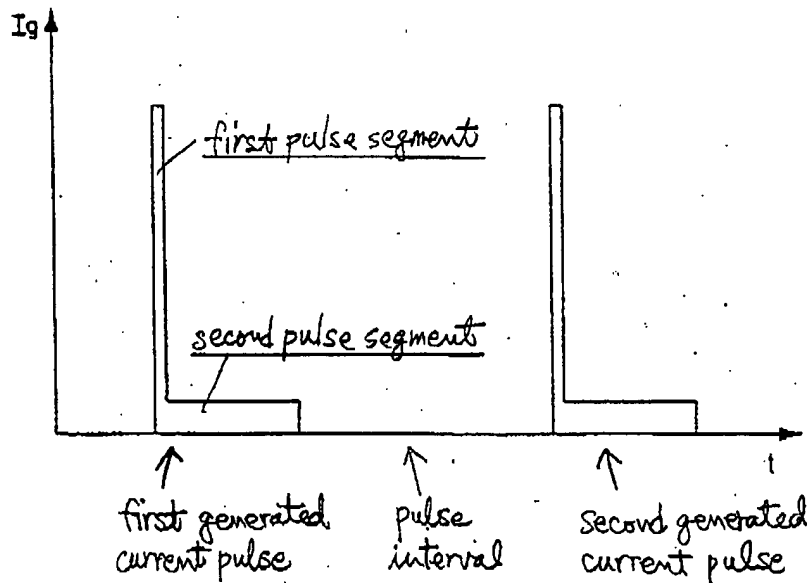 Ig
first pulse segment
second pulse segment
t
first generated
current pulse
pulse
interval
second generated
current pulse